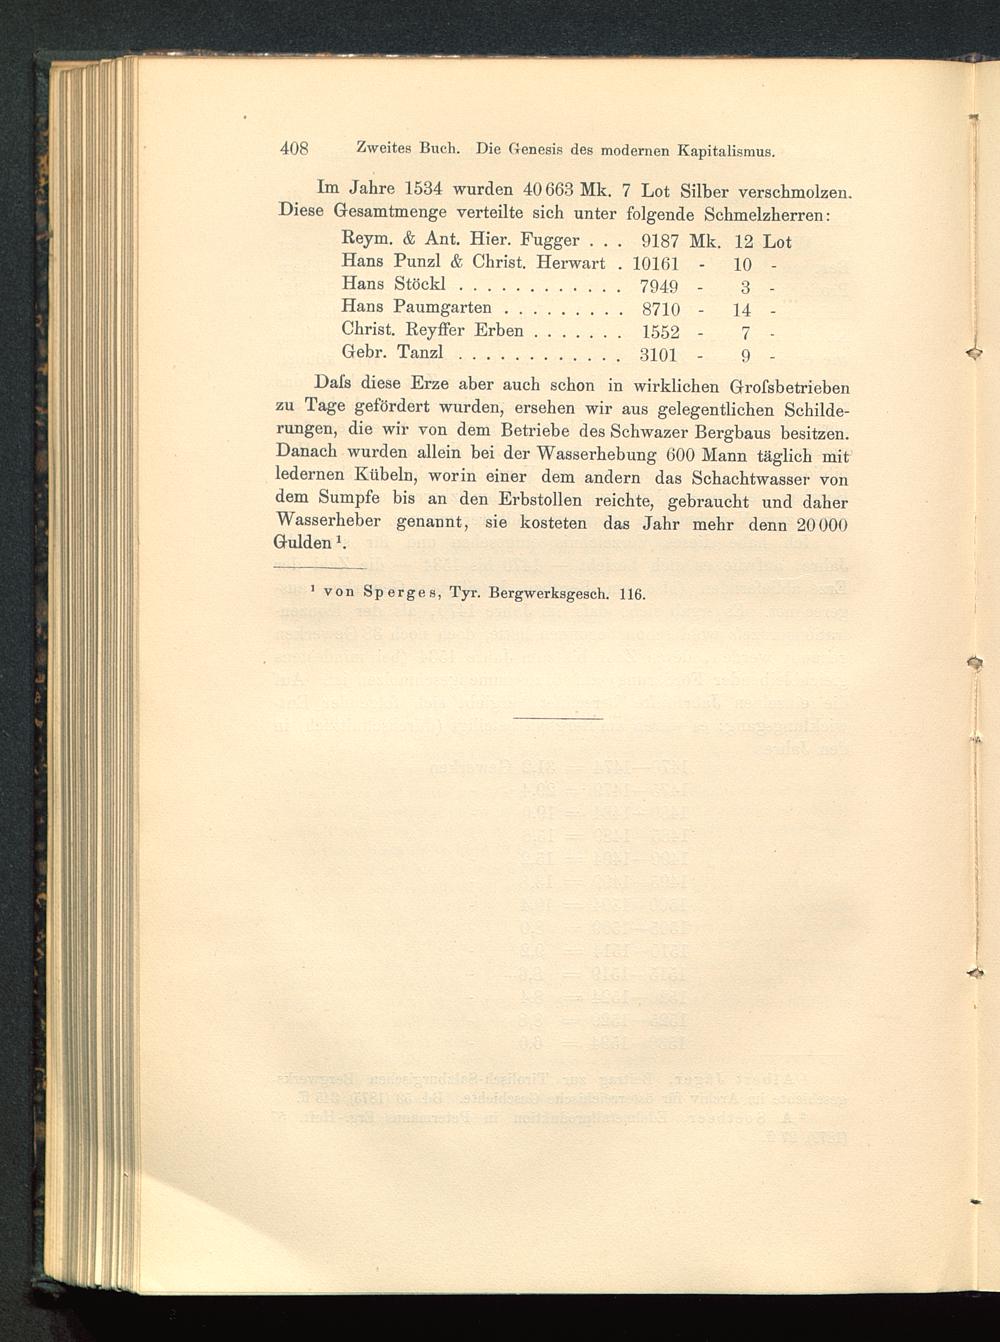 408 Zweites Buch. Die Genesis des modernen Kapitalismus.
Im Jahre 1534 wurden 40 663 Mk. 7 Lot Silber verschmolzen.
Diese Gesamtmenge verteilte sich unter folgende Schmelzherren:
Reym. & Ant. Hier. Fugger . . . 9187 Mk. 12 Lot
Hans Punzl & Christ. Herwart . 10161 - 10 -
Hans Stöckl . . . . . . . . . . . . 7949 - 3 -
Hans Paumgarten . . . . . . . . . 8710 - 14 -
Christ. Reyffer Erben . . . . . . . 1552 - 7 -
Gebr. Tanzl . . . . . . . . . . . . 3101 - 9 -
Daſs diese Erze aber auch schon in wirklichen Groſsbetrieben
zu Tage gefördert wurden, ersehen wir aus gelegentlichen Schilde-
rungen, die wir von dem Betriebe des Schwazer Bergbaus besitzen.
Danach wurden allein bei der Wasserhebung 600 Mann täglich mit
ledernen Kübeln, worin einer dem andern das Schachtwasser von
dem Sumpfe bis an den Erbstollen reichte, gebraucht und daher
Wasserheber genannt, sie kosteten das Jahr mehr denn 20 000
Gulden ¹.
¹ von Sperges, Tyr. Bergwerksgesch. 116.